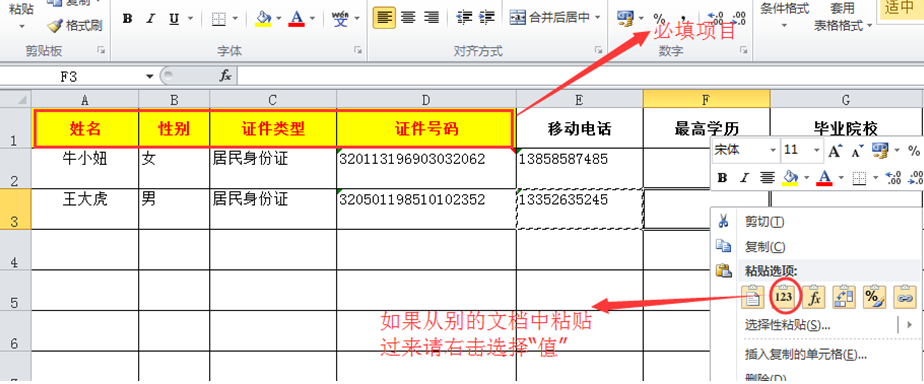 粘贴
复制
格式刷
剪贴板
B I U
A
wén
文
字体
合并后居中
对齐方式
% ,
数字
条件格式
套用
表格格式
适中
必填项目
F3
fx
A B C D E F G
1 姓名 性别 证件类型 证件号码 移动电话 最高学历 毕业院校
2 牛小妞 女 居民身份证 320113196903032062 13858587485
3 王大虎 男 居民身份证 320501198510102352 13352635245
4
5
6
宋体 11 A A %
B I A
剪切(T)
复制(C)
粘贴选项:
123 fx %
选择性粘贴(S)...
插入复制的单元格(E)...
删除(D)...
如果从别的文档中粘贴
过来请右击选择“值”